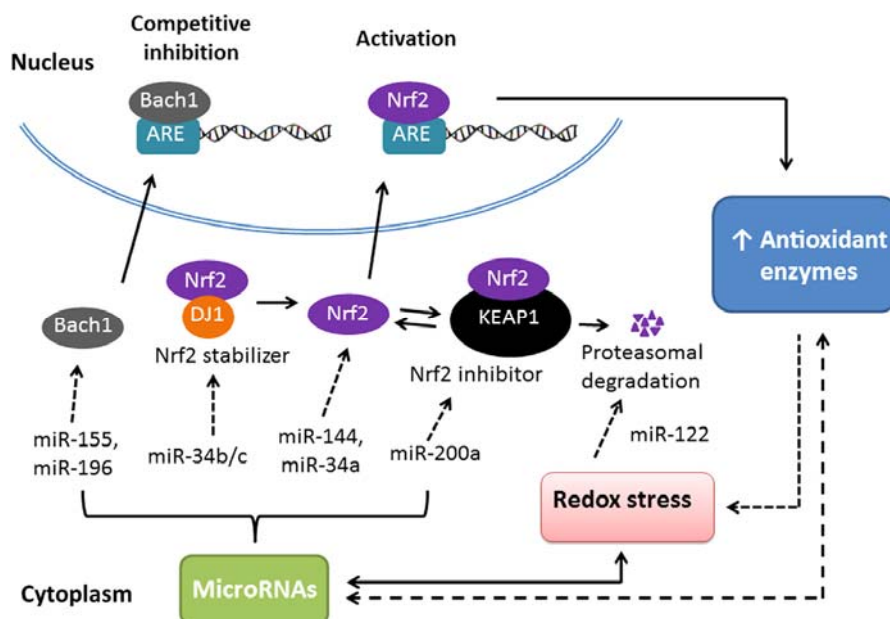 Competitive
inhibition
Activation
Nucleus
Bach1
ARE
Nrf2
ARE
↑ Antioxidant
enzymes
Nrf2
DJ1
Nrf2 stabilizer
Bach1
Nrf2
Nrf2
KEAP1
Nrf2 inhibitor
Proteasomal
degradation
miR-155,
miR-196
miR-34b/c
miR-144,
miR-34a
miR-200a
miR-122
Redox stress
MicroRNAs
Cytoplasm